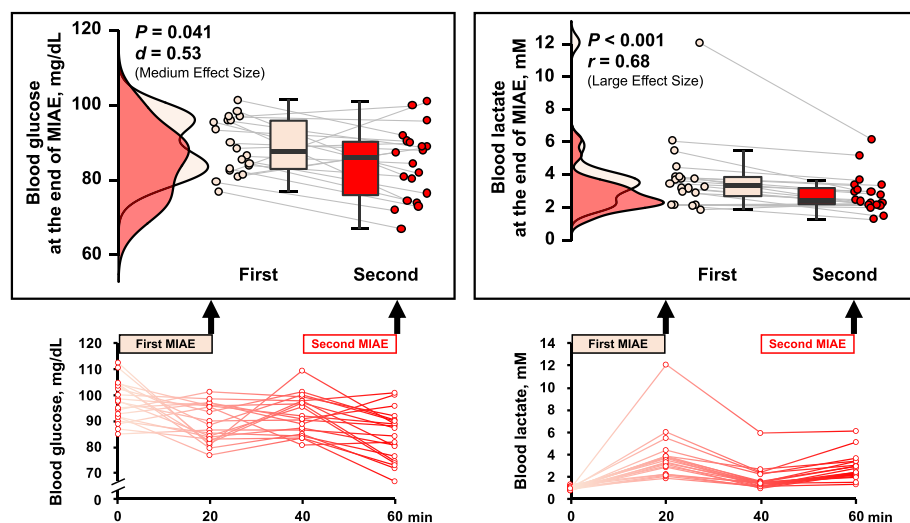 Blood glucose
at the end of MIAE, mg/dL
120
100
80
60
P = 0.041
d = 0.53
(Medium Effect Size)
First
Second
Blood lactate
at the end of MIAE, mM
12
8
4
2
0
P < 0.001
r = 0.68
(Large Effect Size)
First
Second
Blood glucose, mg/dL
120
110
100
90
80
70
0
First MIAE
Second MIAE
0
20
40
60 min
Blood lactate, mM
14
12
10
8
6
4
2
0
First MIAE
Second MIAE
0
20
40
60 min